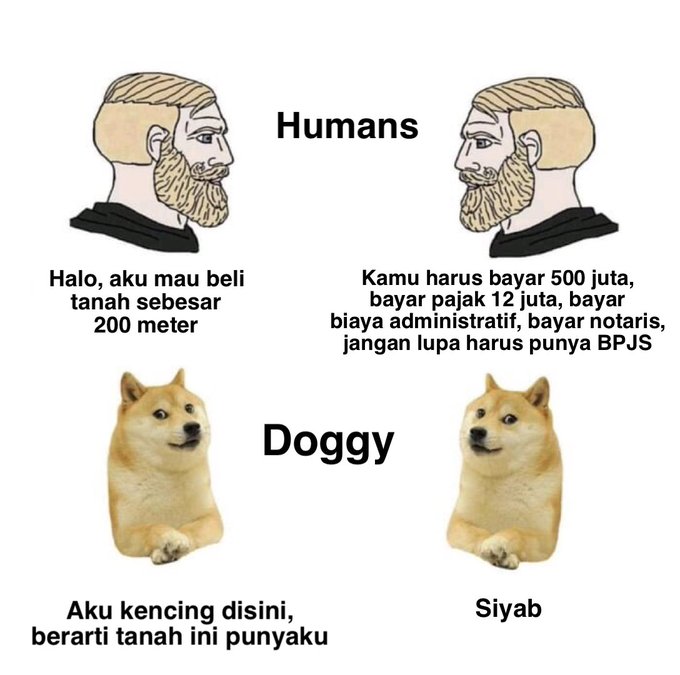 Humans
Halo, aku mau beli
tanah sebesar
200 meter
Kamu harus bayar 500 juta,
bayar pajak 12 juta, bayar
biaya administratif, bayar notaris,
jangan lupa harus punya BPJS
Doggy
Aku kencing disini,
berarti tanah ini punyaku
Siyab